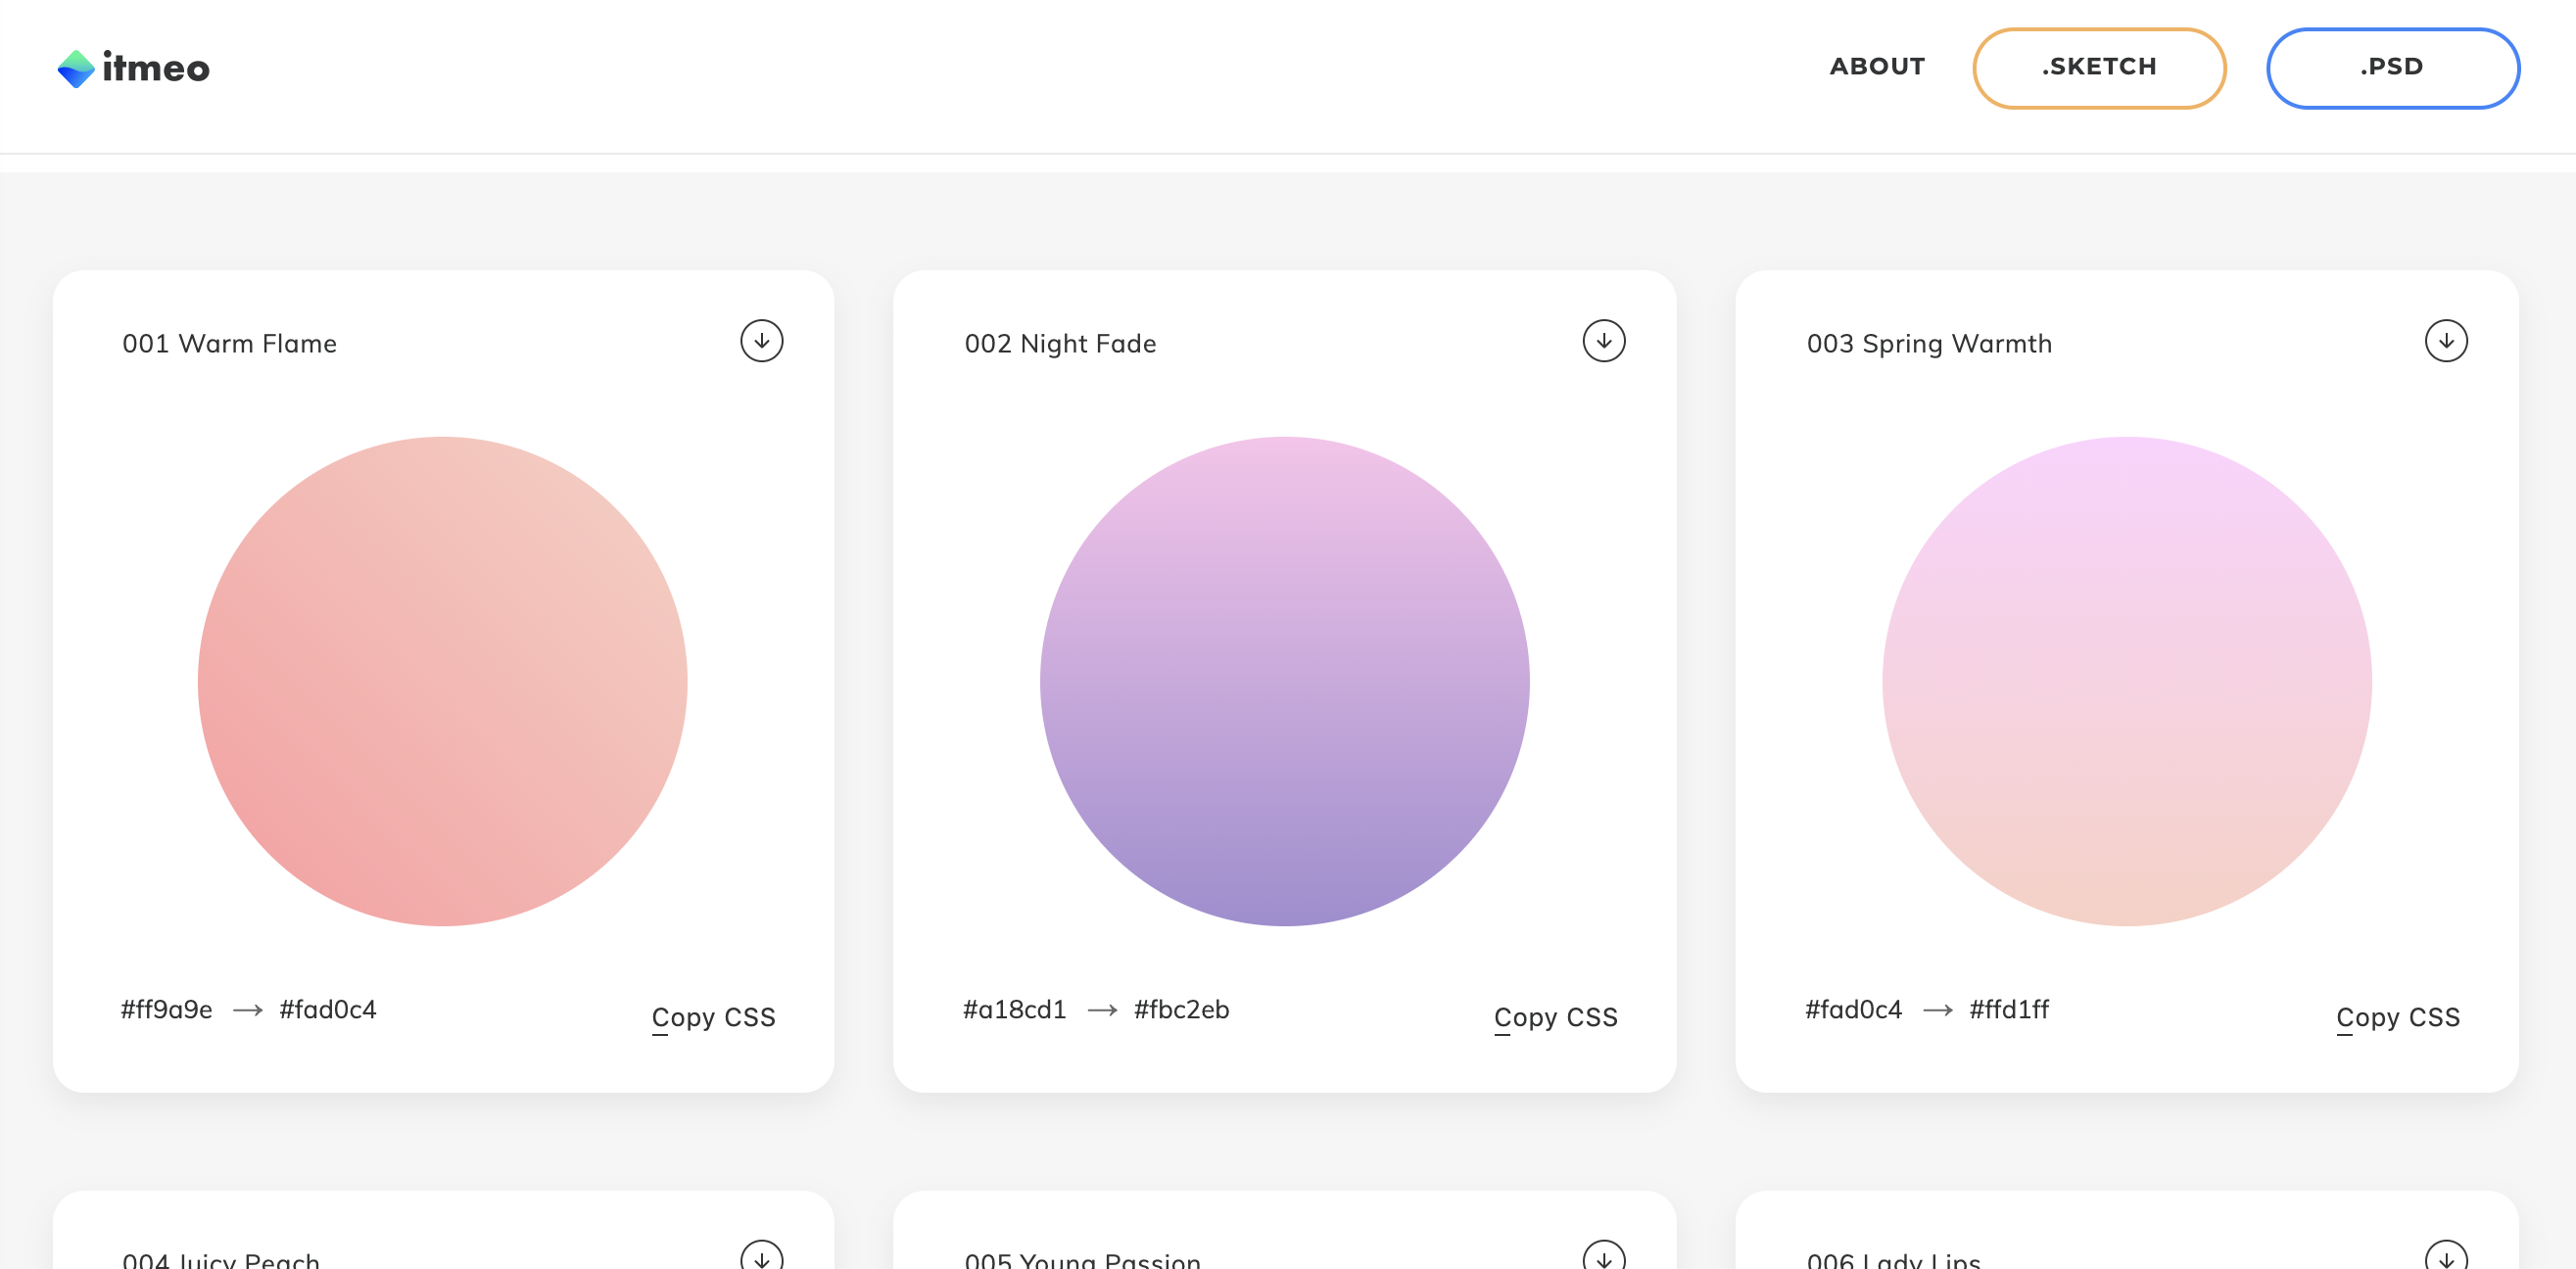 itmeo
ABOUT
.SKETCH
.PSD
001 Warm Flame
002 Night Fade
003 Spring Warmth
#ff9a9e → #fad0c4
Copy CSS
#a18cd1 → #fbc2eb
Copy CSS
#fad0c4 → #ffd1ff
Copy CSS
004 Juicy Peach
005 Young Passion
006 Lady Lips